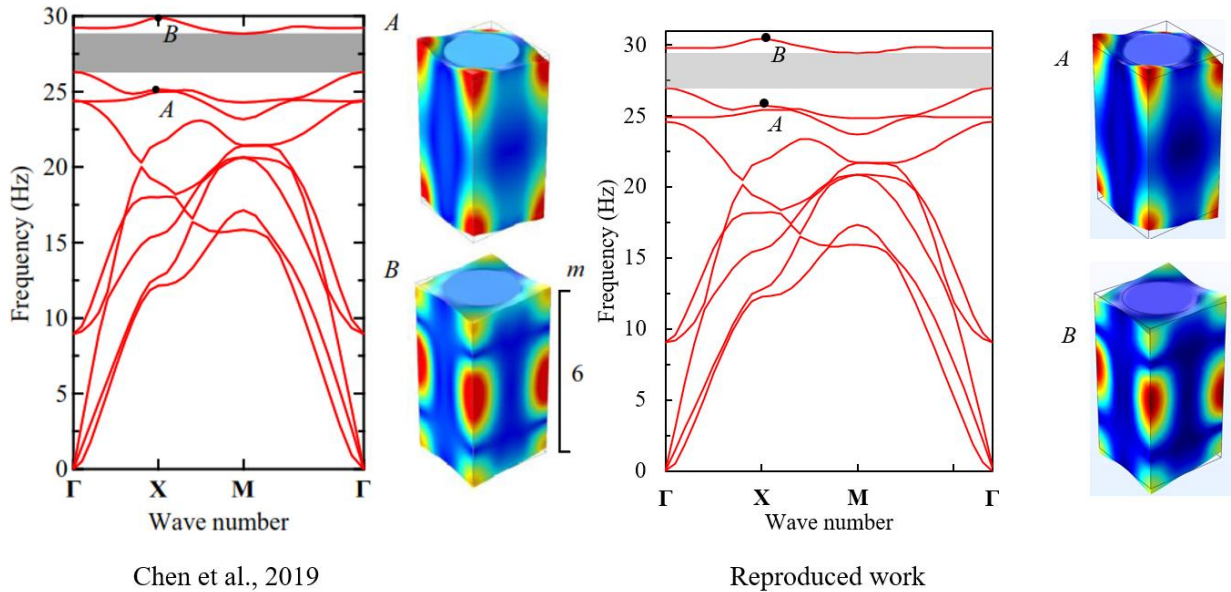 30
25
20
15
10
5
0
Frequency (Hz)
B
A
Γ X M Γ
Wave number
A
B
m
6
Chen et al., 2019
30
25
20
15
10
5
0
Frequency (Hz)
B
A
Γ X M Γ
Wave number
A
B
Reproduced work